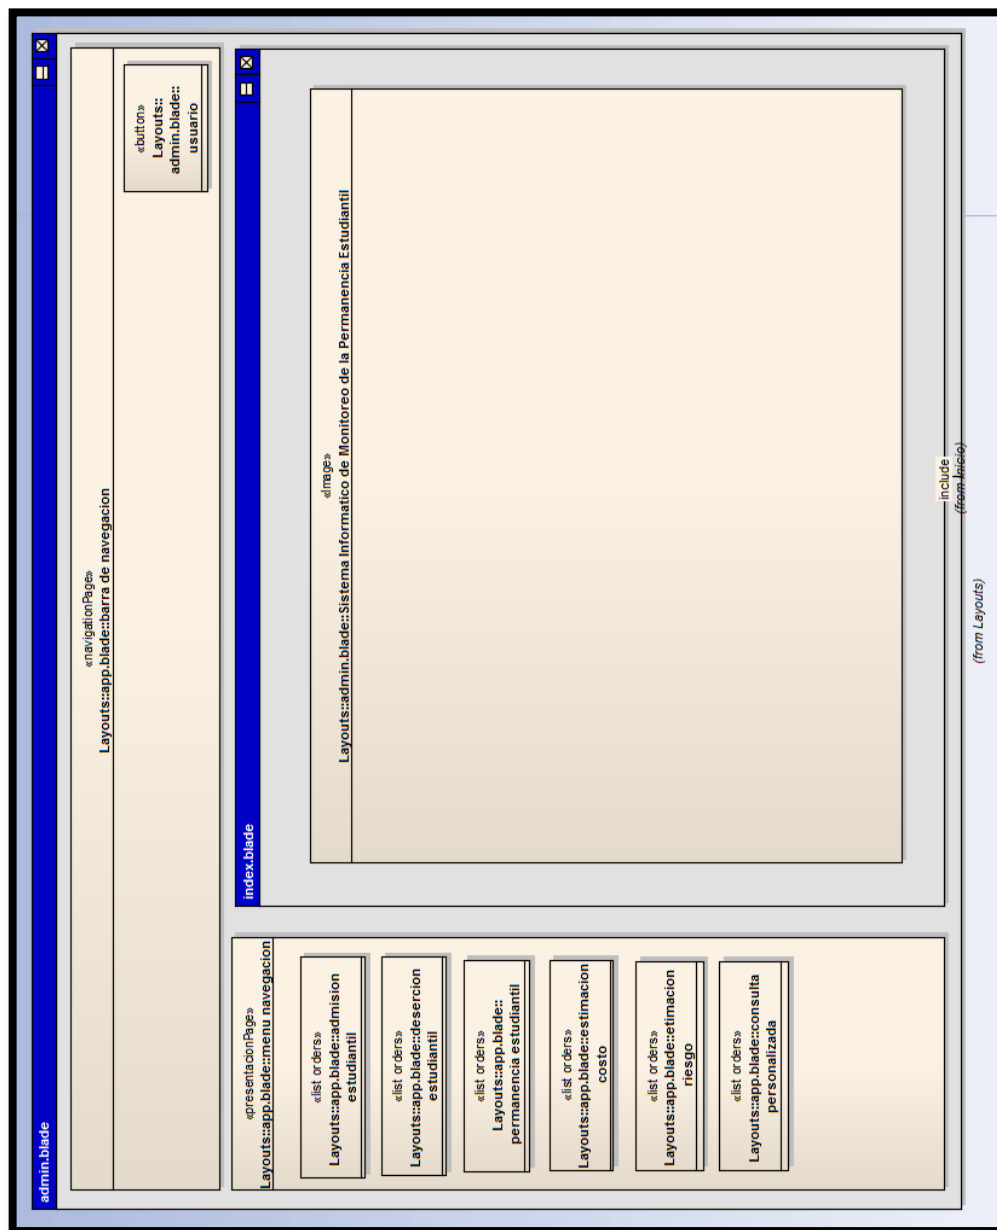 admin.blade
«navigationPage»
Layouts::app.blade::barra de navegacion
«button»
Layouts::
admin.blade::
usuario
«presentacionPage»
Layouts::app.blade::menu navegacion
«list orders»
Layouts::app.blade::admision
estudiantil
«list orders»
Layouts::app.blade::desercion
estudiantil
«list orders»
Layouts::app.blade::
permanencia estudiantil
«list orders»
Layouts::app.blade::estimacion
costo
«list orders»
Layouts::app.blade::etimacion
riesgo
«list orders»
Layouts::app.blade::consulta
personalizada
index.blade
«Image»
Layouts::admin.blade::Sistema Informatico de Monitoreo de la Permanencia Estudiantil
include
(from Inicio)
(from Layouts)